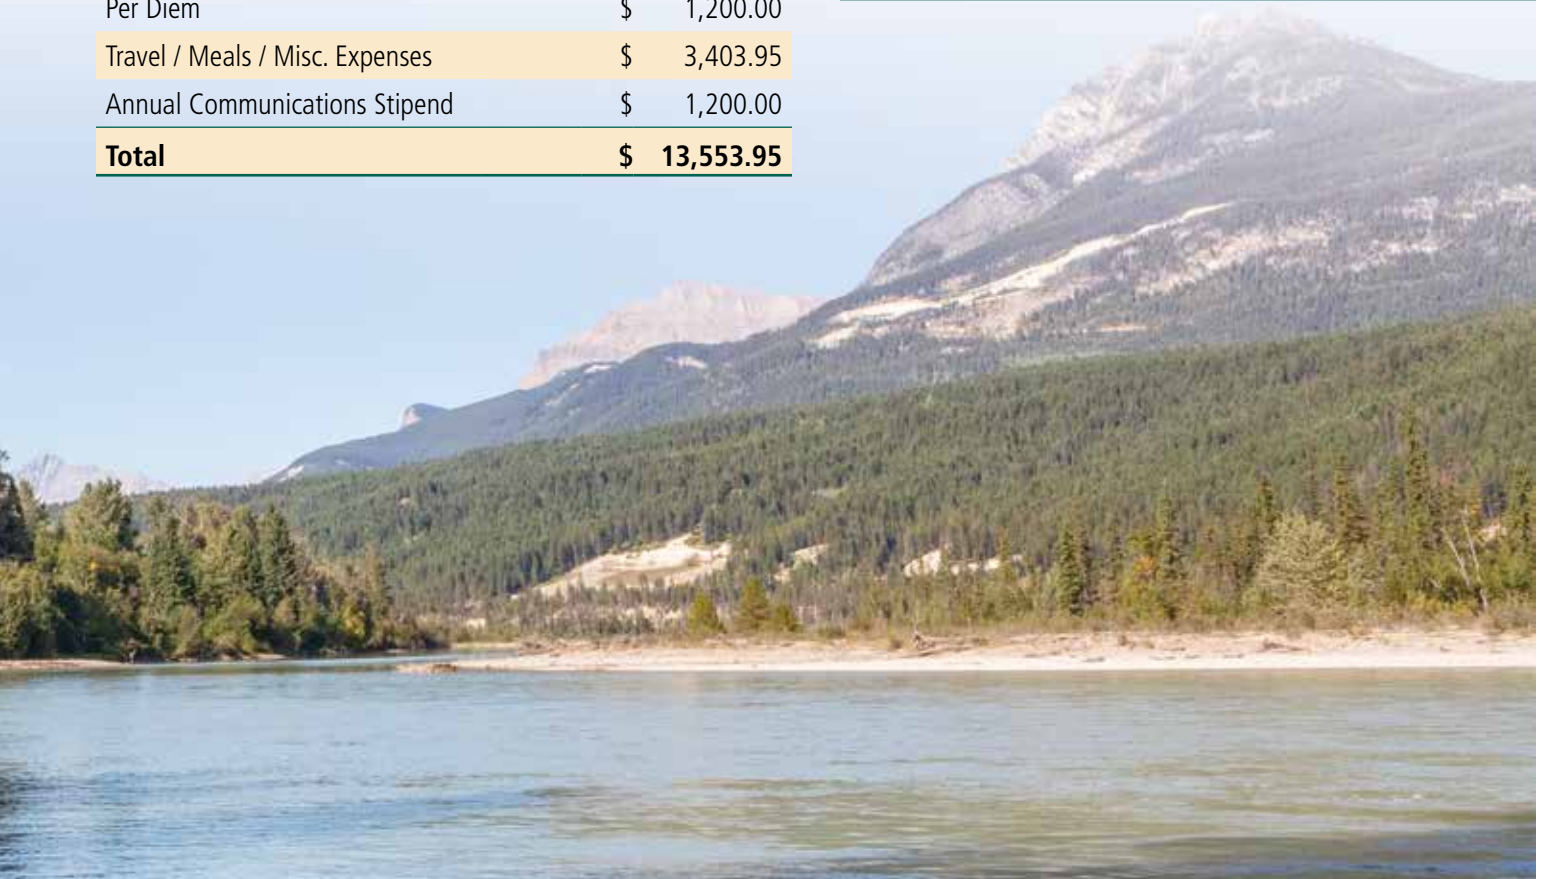 Per Diem $ 1,200.00
Travel / Meals / Misc. Expenses $ 3,403.95
Annual Communications Stipend $ 1,200.00
Total $ 13,553.95